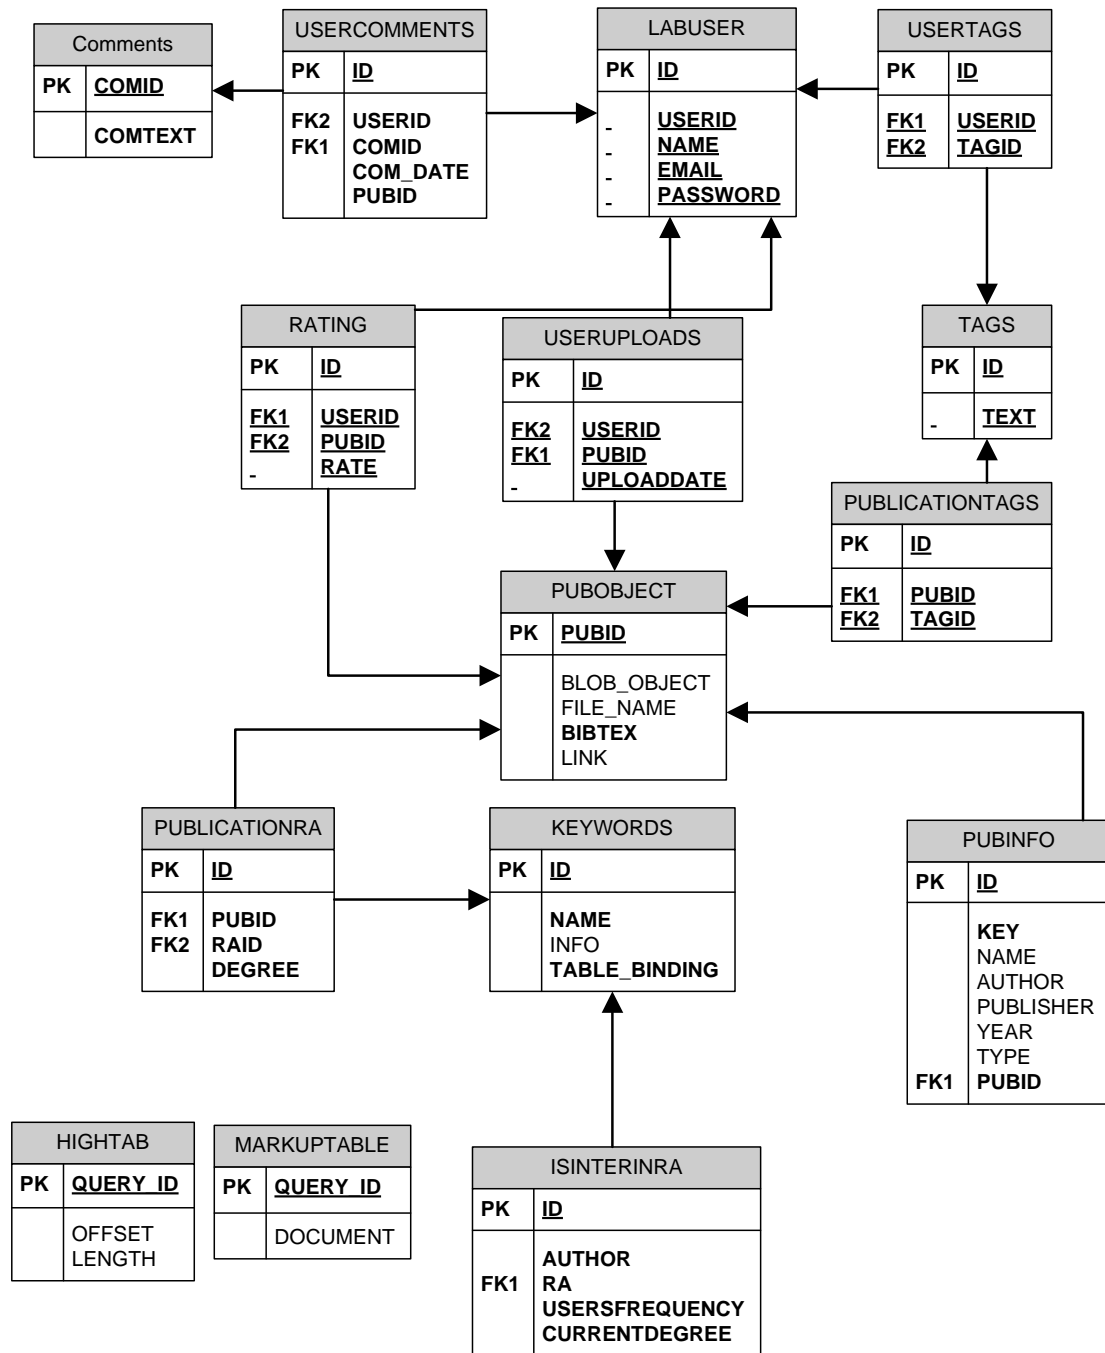 Comments
PK COMID
COMTEXT
USERCOMMENTS
PK ID
FK2 USERID
FK1 COMID
COM_DATE
PUBID
LABUSER
PK ID
- USERID
- NAME
- EMAIL
- PASSWORD
USERTAGS
PK ID
FK1 USERID
FK2 TAGID
RATING
PK ID
FK1 USERID
FK2 PUBID
- RATE
USERUPLOADS
PK ID
FK2 USERID
FK1 PUBID
- UPLOADDATE
TAGS
PK ID
- TEXT
PUBLICATIONTAGS
PK ID
FK1 PUBID
FK2 TAGID
PUBOBJECT
PK PUBID
BLOB_OBJECT
FILE_NAME
BIBTEX
LINK
PUBLICATIONRA
PK ID
FK1 PUBID
FK2 RAID
DEGREE
KEYWORDS
PK ID
NAME
INFO
TABLE_BINDING
PUBINFO
PK ID
KEY
NAME
AUTHOR
PUBLISHER
YEAR
TYPE
FK1 PUBID
HIGHTAB
PK QUERY_ID
OFFSET
LENGTH
MARKUPTABLE
PK QUERY_ID
DOCUMENT
ISINTERINRA
PK ID
AUTHOR
FK1 RA
USERSFREQUENCY
CURRENTDEGREE